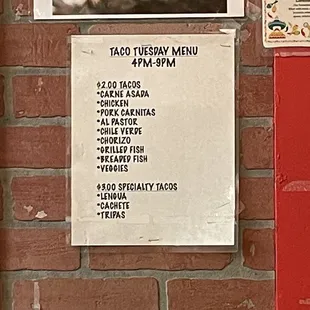 TACO TUESDAY MENU
4PM-9PM
$2.00 TACOS
*CARNE ASADA
*CHICKEN
*PORK CARNITAS
*AL PASTOR
*CHILE VERDE
*CHORIZO
*GRILLED FISH
*BREADED FISH
*VEGGIES
$3.00 SPECIALTY TACOS
*LENGUA
*CACHETE
*TRIPAS